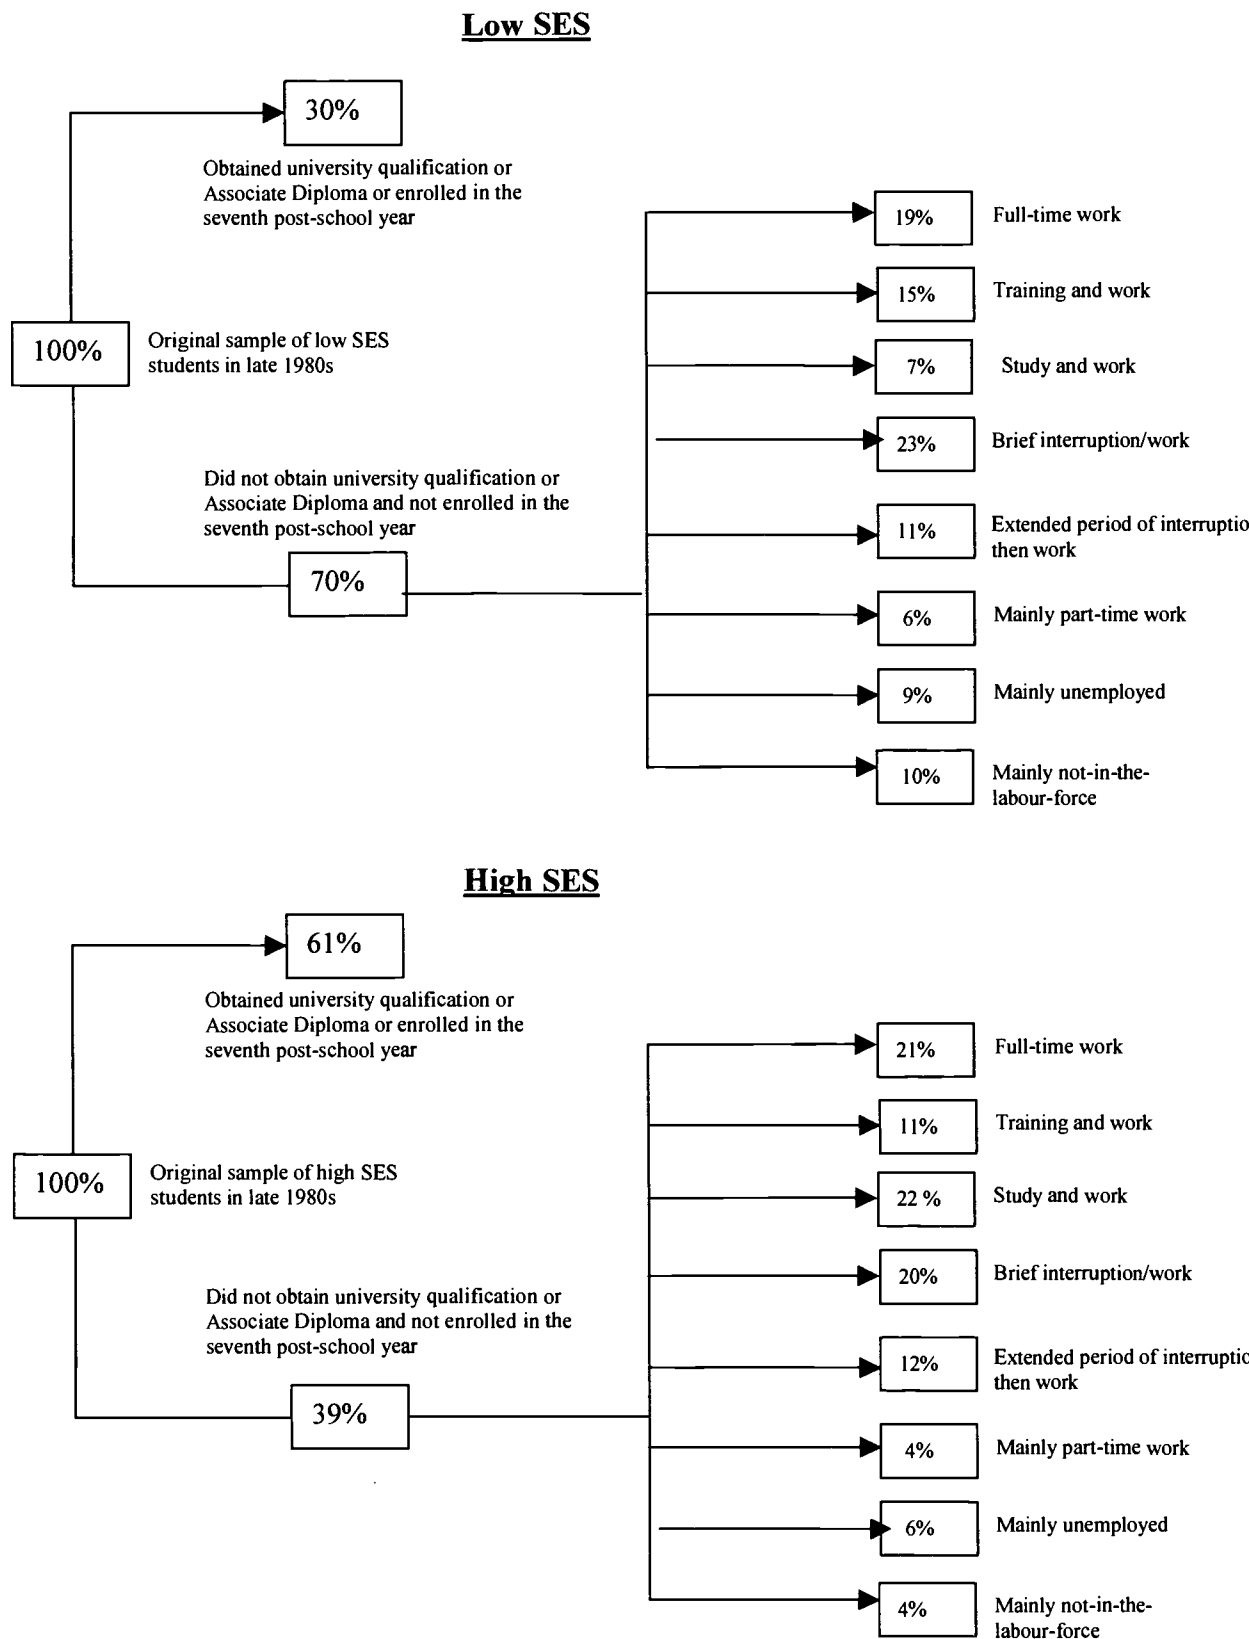 Low SES
30%
Obtained university qualification or
Associate Diploma or enrolled in the
seventh post-school year
19%
Full-time work
15%
Training and work
100%
Original sample of low SES
students in late 1980s
7%
Study and work
23%
Brief interruption/work
Did not obtain university qualification or
Associate Diploma and not enrolled in the
seventh post-school year
11%
Extended period of interruptio
then work
70%
6%
Mainly part-time work
9%
Mainly unemployed
10%
Mainly not-in-the-
labour-force
High SES
61%
Obtained university qualification or
Associate Diploma or enrolled in the
seventh post-school year
21%
Full-time work
11%
Training and work
100%
Original sample of high SES
students in late 1980s
22 %
Study and work
20%
Brief interruption/work
Did not obtain university qualification or
Associate Diploma and not enrolled in the
seventh post-school year
12%
Extended period of interruptio
then work
39%
4%
Mainly part-time work
6%
Mainly unemployed
4%
Mainly not-in-the-
labour-force